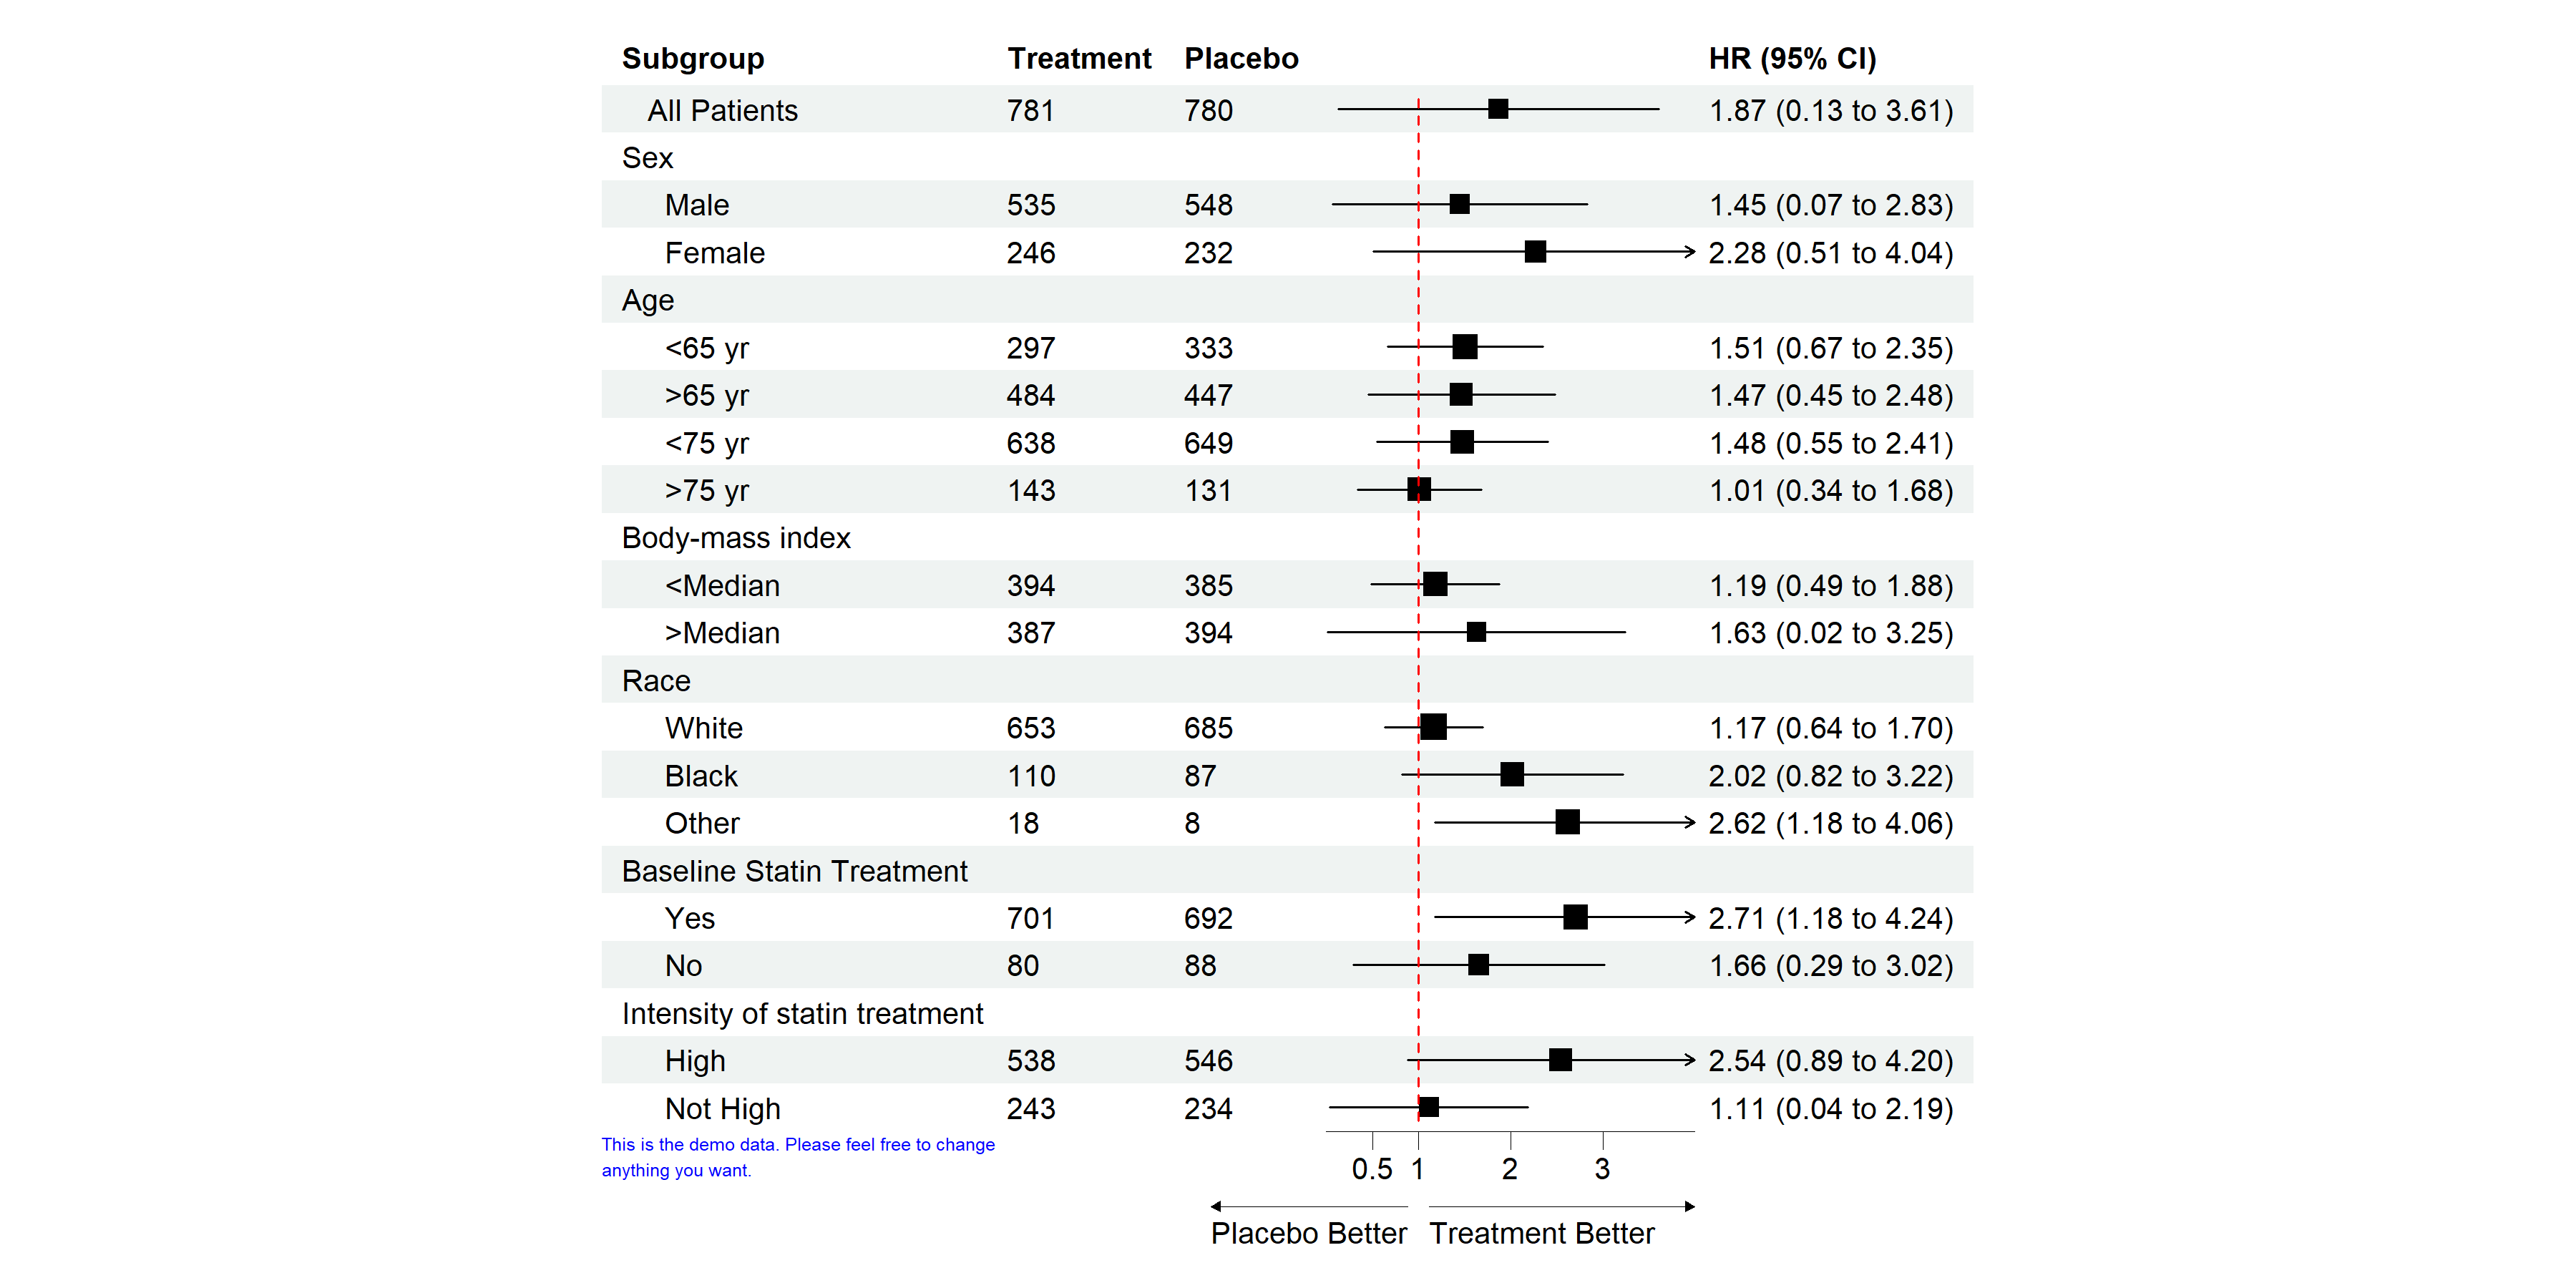 Subgroup Treatment Placebo HR (95% CI)
All Patients 781 780 1.87 (0.13 to 3.61)
Sex
Male 535 548 1.45 (0.07 to 2.83)
Female 246 232 2.28 (0.51 to 4.04)
Age
<65 yr 297 333 1.51 (0.67 to 2.35)
>65 yr 484 447 1.47 (0.45 to 2.48)
<75 yr 638 649 1.48 (0.55 to 2.41)
>75 yr 143 131 1.01 (0.34 to 1.68)
Body-mass index
<Median 394 385 1.19 (0.49 to 1.88)
>Median 387 394 1.63 (0.02 to 3.25)
Race
White 653 685 1.17 (0.64 to 1.70)
Black 110 87 2.02 (0.82 to 3.22)
Other 18 8 2.62 (1.18 to 4.06)
Baseline Statin Treatment
Yes 701 692 2.71 (1.18 to 4.24)
No 80 88 1.66 (0.29 to 3.02)
Intensity of statin treatment
High 538 546 2.54 (0.89 to 4.20)
Not High 243 234 1.11 (0.04 to 2.19)
This is the demo data. Please feel free to change
anything you want.
0.5 1 2 3
Placebo Better Treatment Better